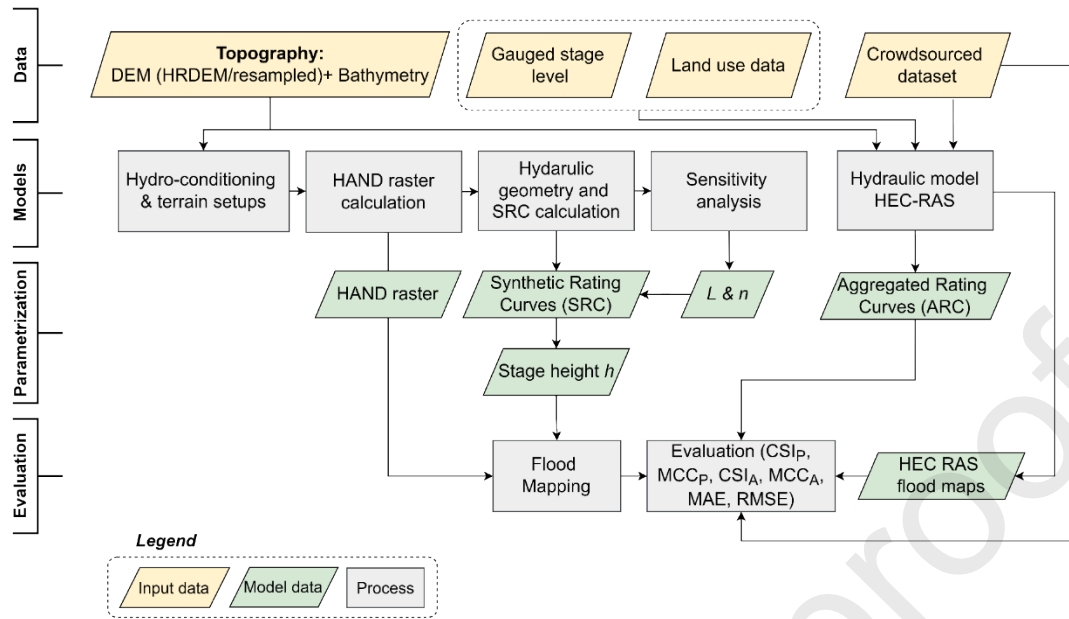 Data
Topography:
DEM (HRDEM/resampled)+ Bathymetry
Gauged stage
level
Land use data
Crowdsourced
dataset
Models
Hydro-conditioning
& terrain setups
HAND raster
calculation
Hydarulic
geometry and
SRC calculation
Sensitivity
analysis
Hydraulic model
HEC-RAS
Parametrization
HAND raster
Synthetic Rating
Curves (SRC)
L & n
Aggregated Rating
Curves (ARC)
Stage height h
Evaluation
Flood
Mapping
Evaluation (CSIP,
MCCP, CSIA, MCCA,
MAE, RMSE)
HEC RAS
flood maps
Legend
Input data
Model data
Process
proof